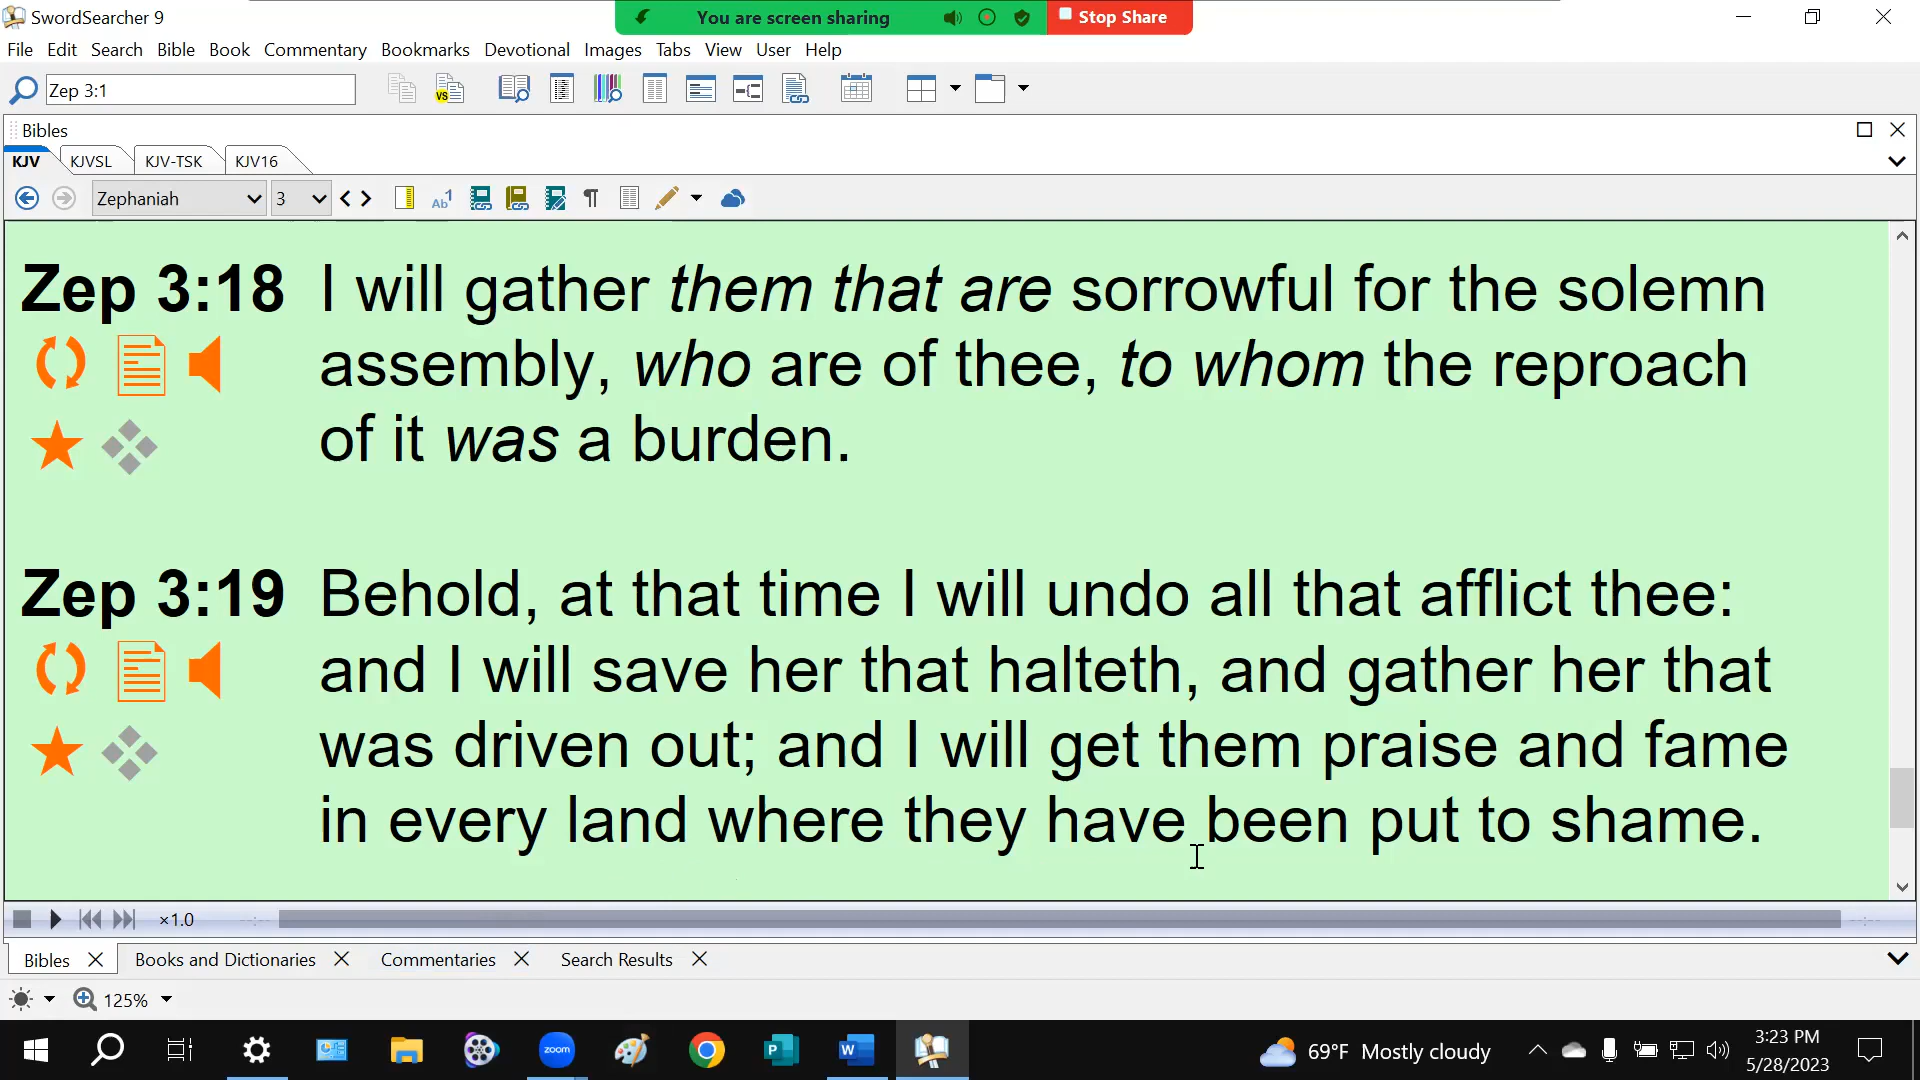 SwordSearcher 9
You are screen sharing
Stop Share
File Edit Search Bible Book Commentary Bookmarks Devotional Images Tabs View User Help
Zep 3:1
VS
Bibles
KJV KJVSL KJV-TSK KJV16
Zephaniah 3 Ab1
Zep 3:18 I will gather them that are sorrowful for the solemn
assembly, who are of thee, to whom the reproach
of it was a burden.
Zep 3:19 Behold, at that time I will undo all that afflict thee:
and I will save her that halteth, and gather her that
was driven out; and I will get them praise and fame
in every land where they have been put to shame.
×1.0 --:-- --:--
Bibles Books and Dictionaries Commentaries Search Results
125%
zoom
P
W
69°F Mostly cloudy
3:23 PM
5/28/2023